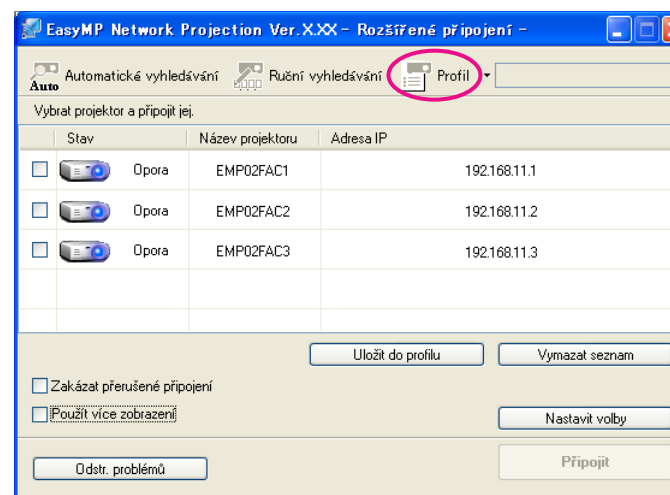 EasyMP Network Projection Ver.X.XX - Rozšířené připojení -
Auto Automatické vyhledávání Ruční vyhledávání Profil
Vybrat projektor a připojit jej.
Stav Název projektoru Adresa IP
Opora EMP02FAC1 192.168.11.1
Opora EMP02FAC2 192.168.11.2
Opora EMP02FAC3 192.168.11.3
Uložit do profilu Vymazat seznam
Zakázat přerušené připojení
Použít více zobrazení Nastavit volby
Odstr. problémů Připojit